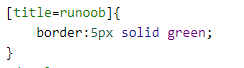 [title=runoob]{
    border:5px solid green;
}